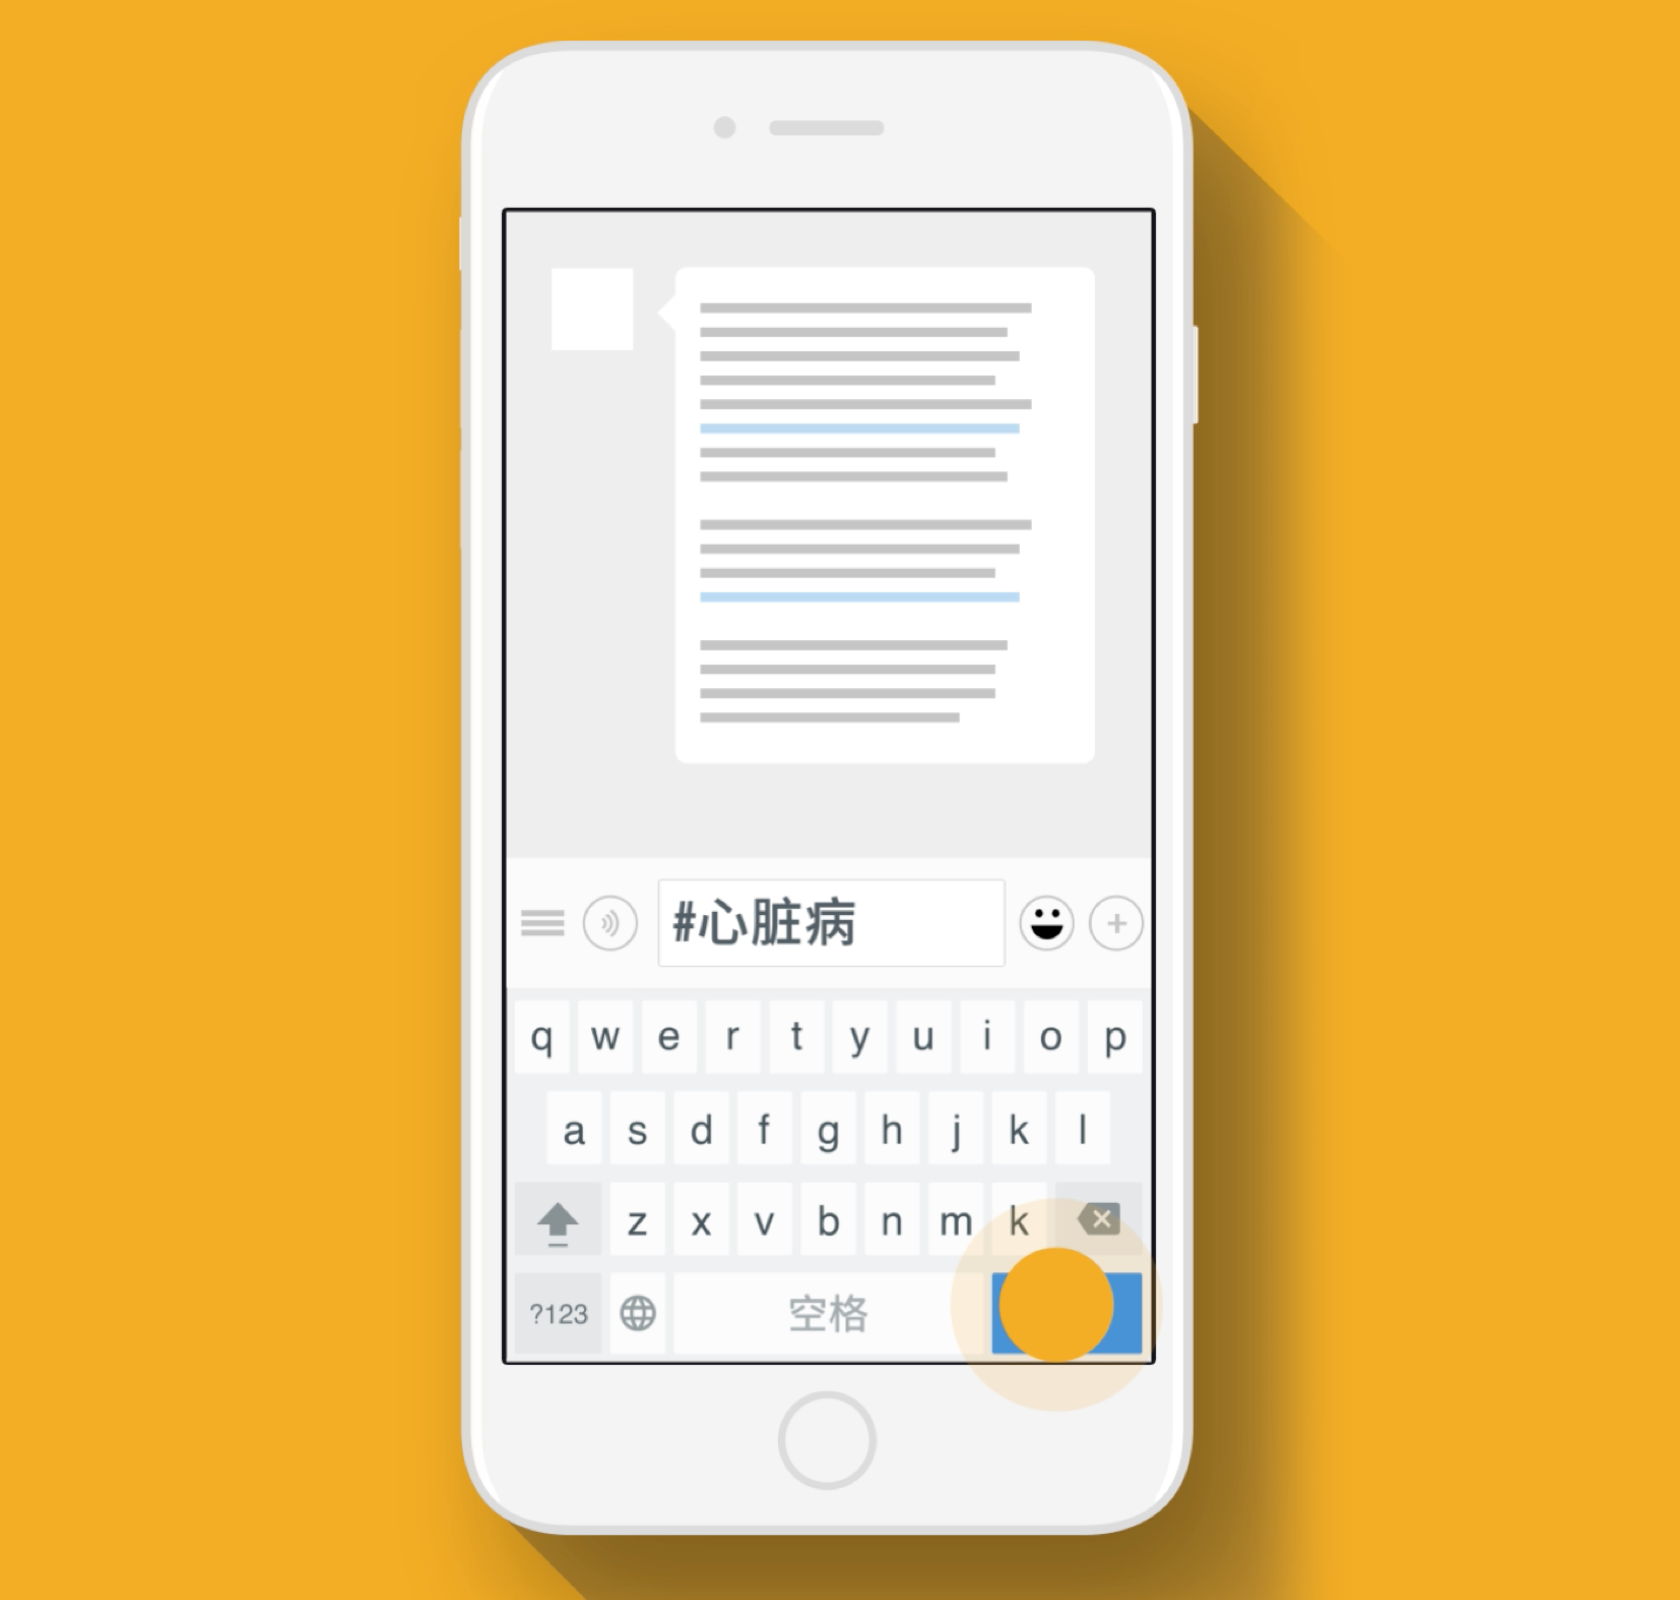 #心脏病
q w e r t y u i o p
a s d f g h j k l
z x v b n m k
?123 空格